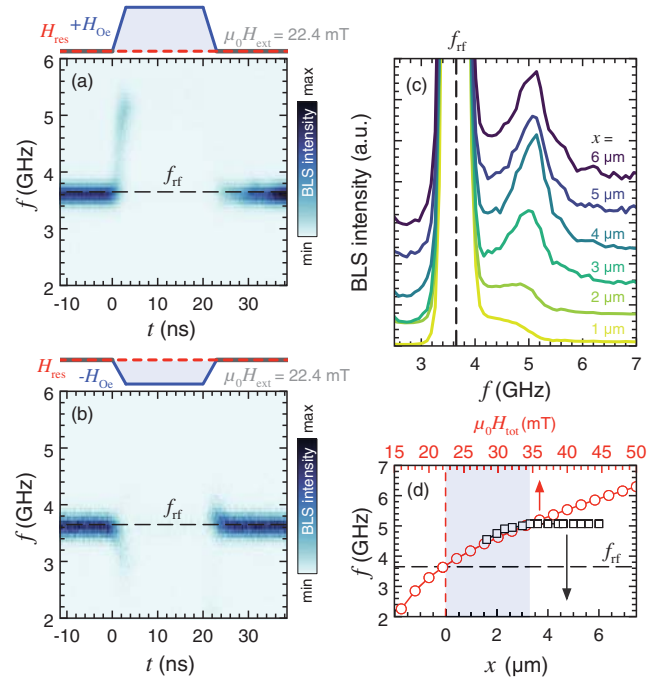 H_res +H_Oe μ₀H_ext = 22.4 mT
(a)
f (GHz)
6
5
4
3
2
f_rf
-10 0 10 20 30
t (ns)
max
BLS intensity
min
H_res -H_Oe μ₀H_ext = 22.4 mT
(b)
f (GHz)
6
5
4
3
2
f_rf
-10 0 10 20 30
t (ns)
max
BLS intensity
min
f_rf
(c)
BLS intensity (a.u.)
x =
6 μm
5 μm
4 μm
3 μm
2 μm
1 μm
3 4 5 6 7
f (GHz)
μ₀H_tot (mT)
15 20 25 30 35 40 45 50
(d)
f (GHz)
7
6
5
4
3
2
f_rf
0 2 4 6
x (μm)